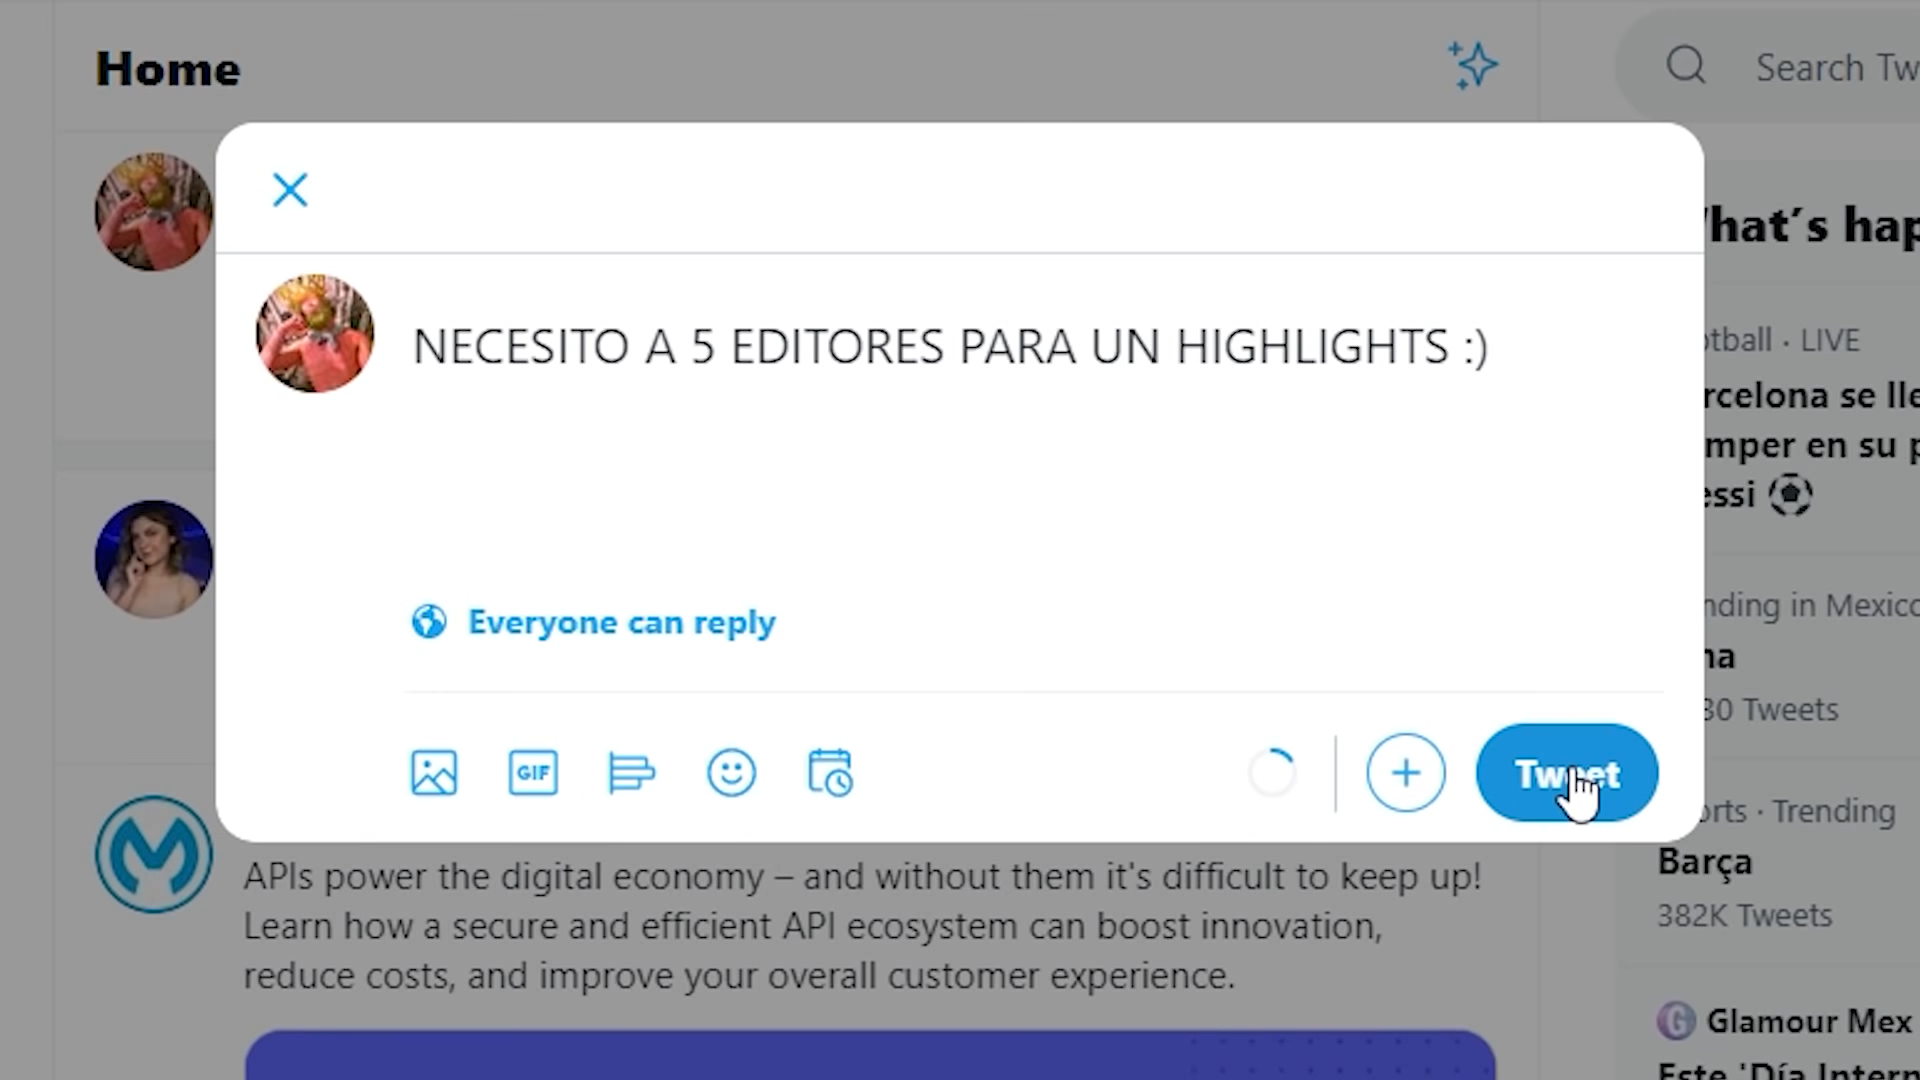 Home
Search Tw
NECESITO A 5 EDITORES PARA UN HIGHLIGHTS :)
Everyone can reply
GIF
Tweet
APIs power the digital economy – and without them it's difficult to keep up!
Learn how a secure and efficient API ecosystem can boost innovation,
reduce costs, and improve your overall customer experience.
hat's hap
otball · LIVE
rcelona se lle
mper en su p
essi
nding in Mexico
na
30 Tweets
orts · Trending
Barça
382K Tweets
G
Glamour Mex
Este 'Día Intern